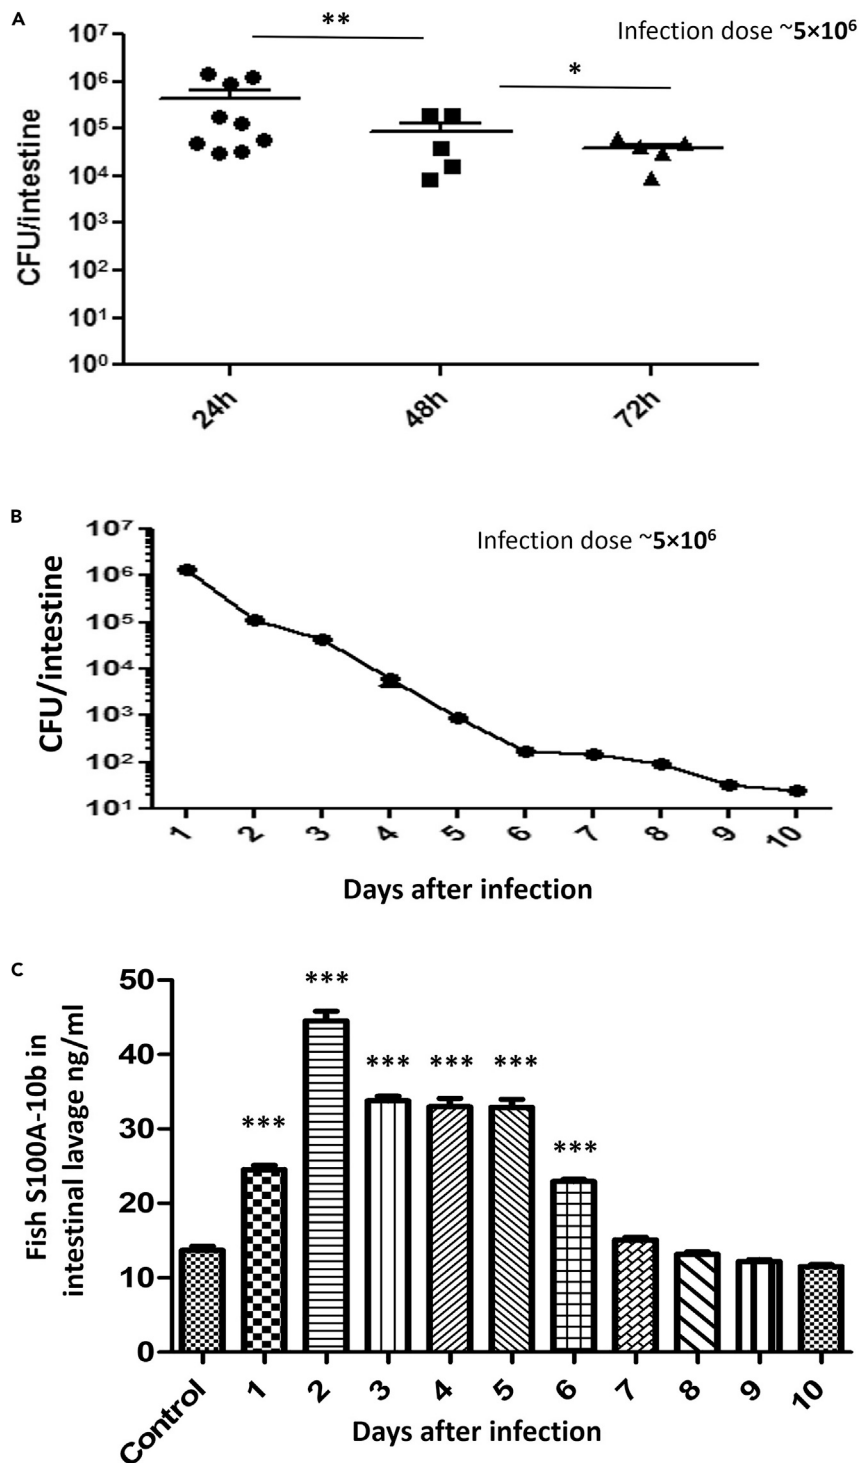 A
Infection dose ~5×10⁶
**
*
CFU/intestine
10⁷
10⁶
10⁵
10⁴
10³
10²
10¹
10⁰
24h
48h
72h
B
Infection dose ~5×10⁶
CFU/intestine
10⁷
10⁶
10⁵
10⁴
10³
10²
10¹
1 2 3 4 5 6 7 8 9 10
Days after infection
C
Fish S100A-10b in
intestinal lavage ng/ml
50
40
30
20
10
0
***
***
***
***
***
***
Control 1 2 3 4 5 6 7 8 9 10
Days after infection